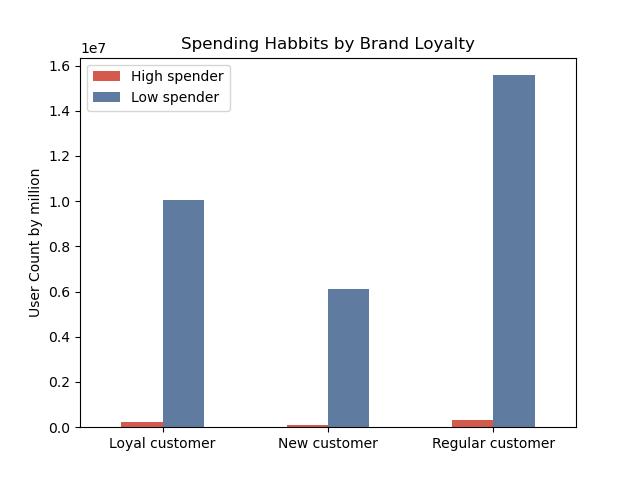 Spending Habbits by Brand Loyalty
1e7
High spender
Low spender
User Count by million
1.6
1.4
1.2
1.0
0.8
0.6
0.4
0.2
0.0
Loyal customer
New customer
Regular customer